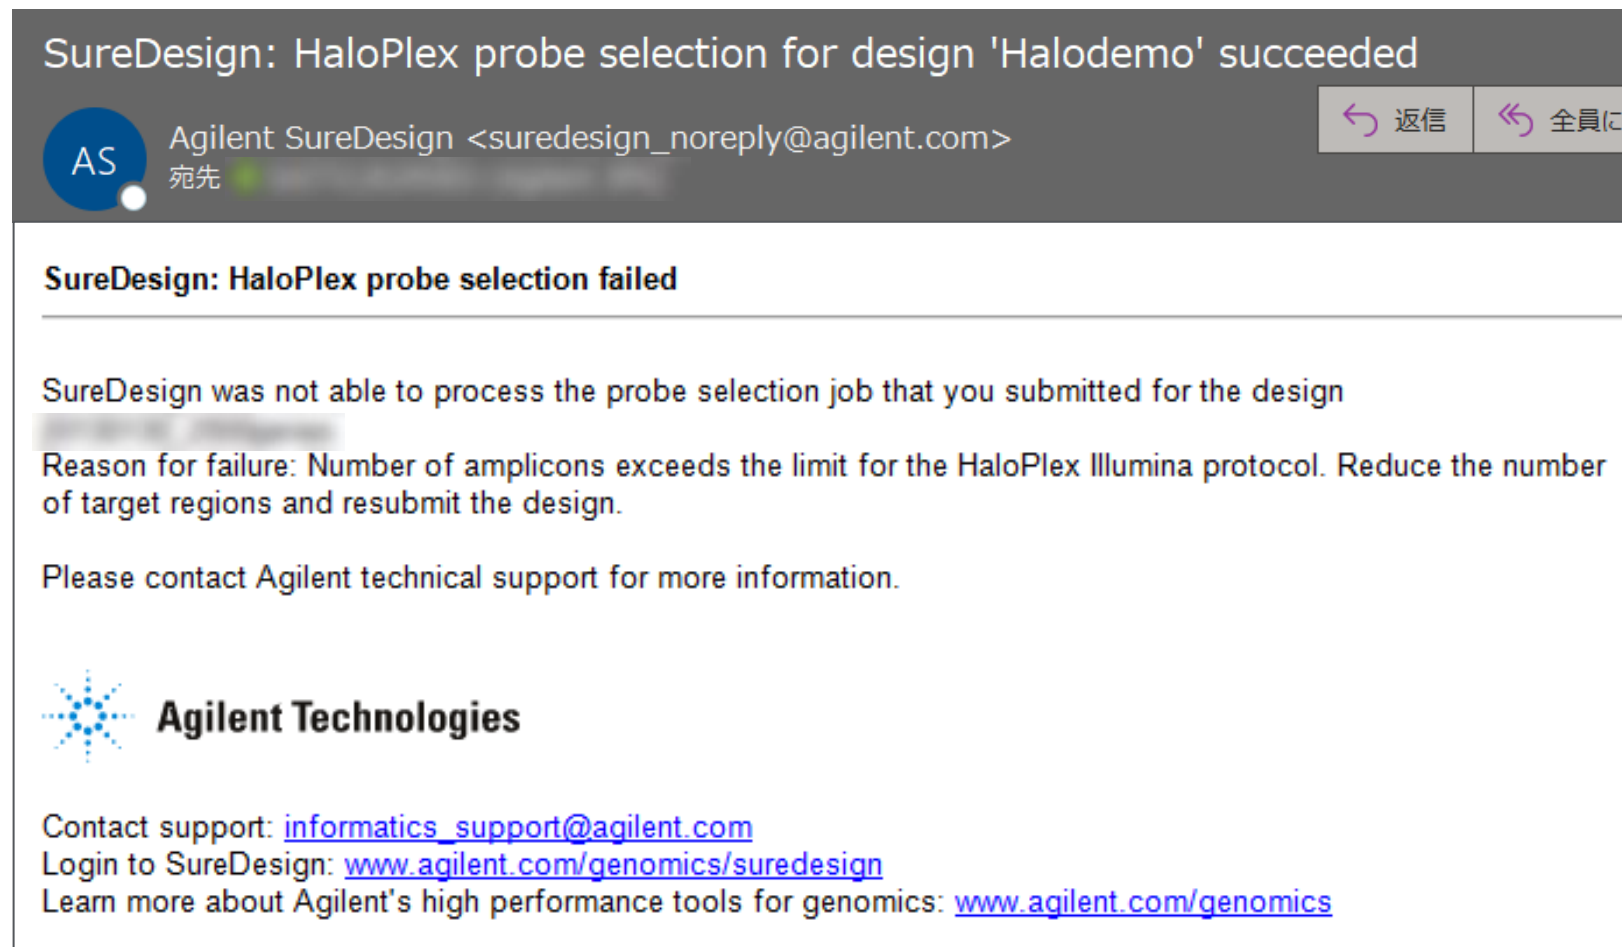 SureDesign: HaloPlex probe selection for design 'Halodemo' succeeded
返信
全員に
AS
Agilent SureDesign <suredesign_noreply@agilent.com>
宛先
SureDesign: HaloPlex probe selection failed
SureDesign was not able to process the probe selection job that you submitted for the design
Reason for failure: Number of amplicons exceeds the limit for the HaloPlex Illumina protocol. Reduce the number
of target regions and resubmit the design.
Please contact Agilent technical support for more information.
Agilent Technologies
Contact support: informatics_support@agilent.com
Login to SureDesign: www.agilent.com/genomics/suredesign
Learn more about Agilent's high performance tools for genomics: www.agilent.com/genomics